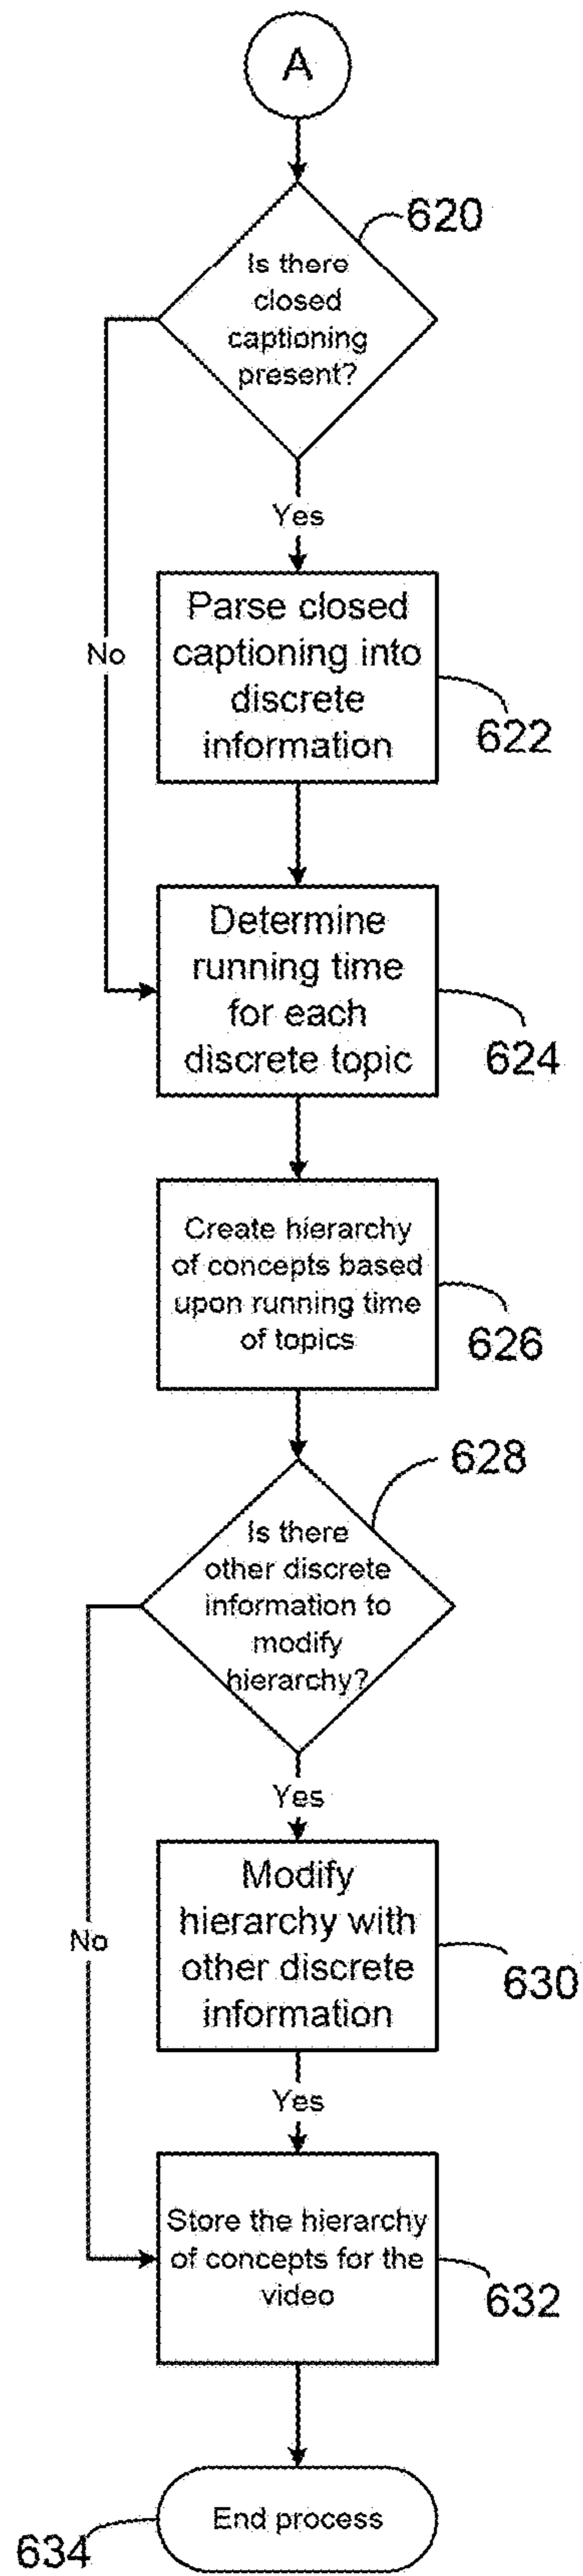 A
620
Is there
closed
captioning
present?
Yes
Parse closed
captioning into
discrete
information
622
No
Determine
running time
for each
discrete topic
624
Create hierarchy
of concepts based
upon running time
of topics
626
628
Is there
other discrete
information to
modify
hierarchy?
Yes
Modify
hierarchy with
other discrete
information
630
No
Yes
Store the hierarchy
of concepts for the
video
632
End process
634